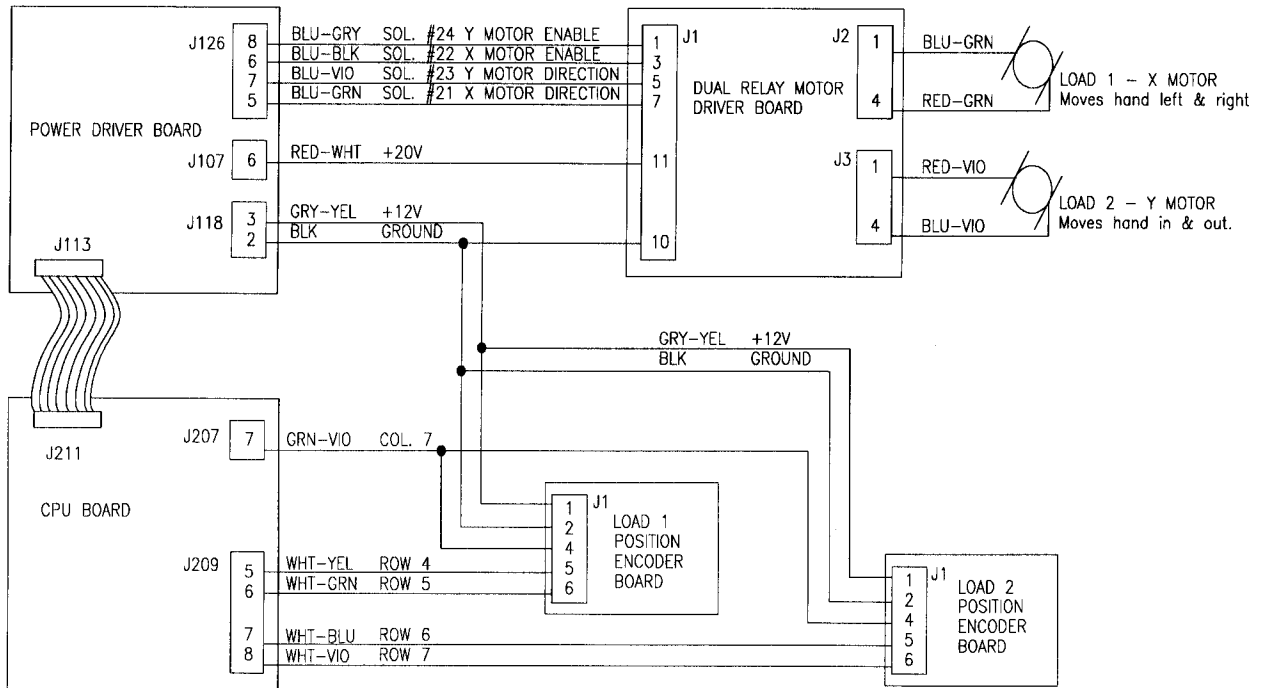 J126
8 BLU-GRY SOL. #24 Y MOTOR ENABLE
6 BLU-BLK SOL. #22 X MOTOR ENABLE
7 BLU-VIO SOL. #23 Y MOTOR DIRECTION
5 BLU-GRN SOL. #21 X MOTOR DIRECTION
POWER DRIVER BOARD
J107
6 RED-WHT +20V
J118
3 GRY-YEL +12V
2 BLK GROUND
J113
J1
1
3
5
7
11
10
DUAL RELAY MOTOR
DRIVER BOARD
J2
1 BLU-GRN
4 RED-GRN
LOAD 1 - X MOTOR
Moves hand left & right
J3
1 RED-VIO
4 BLU-VIO
LOAD 2 - Y MOTOR
Moves hand in & out.
GRY-YEL +12V
BLK GROUND
J211
CPU BOARD
J207
7 GRN-VIO COL. 7
J209
5 WHT-YEL ROW 4
6 WHT-GRN ROW 5
7 WHT-BLU ROW 6
8 WHT-VIO ROW 7
J1
1
2
4
5
6
LOAD 1
POSITION
ENCODER
BOARD
J1
1
2
4
5
6
LOAD 2
POSITION
ENCODER
BOARD